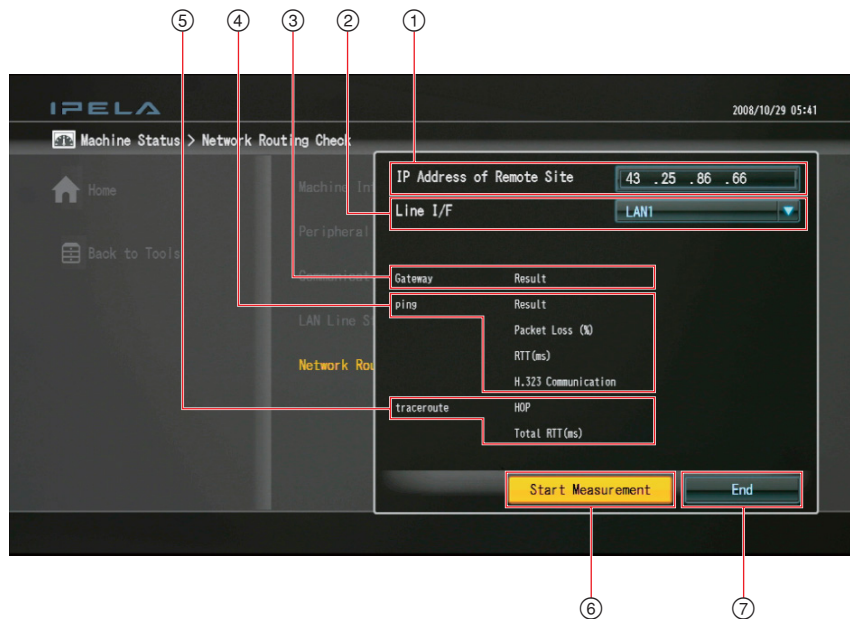 ⑤ ④ ③ ② ①
IPELA
2008/10/29 05:41
Machine Status > Network Routing Check
Home
Back to Tools
Machine In
Peripheral
Communicat
LAN Line S
Network Rou
IP Address of Remote Site 43 .25 .86 .66
Line I/F LAN1
Gateway Result
ping Result
Packet Loss (%)
RTT(ms)
H.323 Communication
traceroute HOP
Total RTT(ms)
Start Measurement End
⑥ ⑦